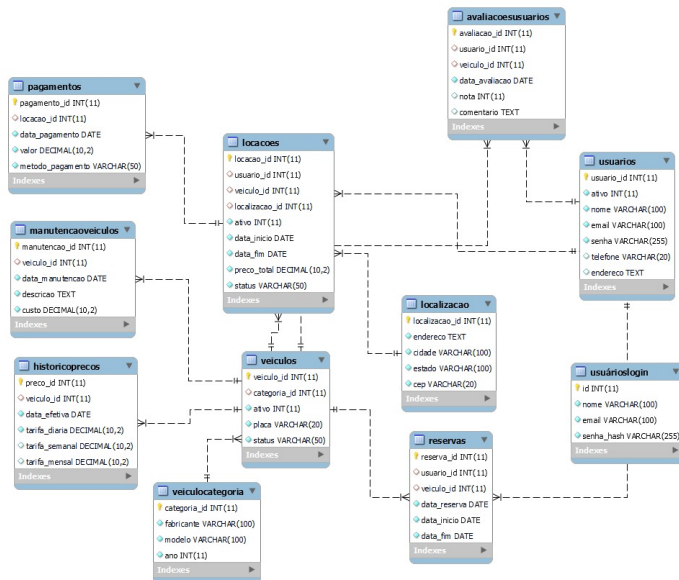 avaliacoesusuarios
avaliacao_id INT(11)
usuario_id INT(11)
veiculo_id INT(11)
data_avaliacao DATE
nota INT(11)
comentario TEXT
Indexes
pagamentos
pagamento_id INT(11)
locacao_id INT(11)
data_pagamento DATE
valor DECIMAL(10,2)
metodo_pagamento VARCHAR(50)
Indexes
locacoes
locacao_id INT(11)
usuario_id INT(11)
veiculo_id INT(11)
localizacao_id INT(11)
ativo INT(11)
data_inicio DATE
data_fim DATE
preco_total DECIMAL(10,2)
status VARCHAR(50)
Indexes
usuarios
usuario_id INT(11)
ativo INT(11)
nome VARCHAR(100)
email VARCHAR(100)
senha VARCHAR(255)
telefone VARCHAR(20)
endereco TEXT
Indexes
manutencaoveiculos
manutencao_id INT(11)
veiculo_id INT(11)
data_manutencao DATE
descricao TEXT
custo DECIMAL(10,2)
Indexes
localizacao
localizacao_id INT(11)
endereco TEXT
cidade VARCHAR(100)
estado VARCHAR(100)
cep VARCHAR(20)
Indexes
historicoprecos
preco_id INT(11)
veiculo_id INT(11)
data_efetiva DATE
tarifa_diaria DECIMAL(10,2)
tarifa_semanal DECIMAL(10,2)
tarifa_mensal DECIMAL(10,2)
Indexes
veiculos
veiculo_id INT(11)
categoria_id INT(11)
ativo INT(11)
placa VARCHAR(20)
status VARCHAR(50)
Indexes
usuárioslogin
id INT(11)
nome VARCHAR(100)
email VARCHAR(100)
senha_hash VARCHAR(255)
Indexes
reservas
reserva_id INT(11)
usuario_id INT(11)
veiculo_id INT(11)
data_reserva DATE
data_inicio DATE
data_fim DATE
Indexes
veiculocategoria
categoria_id INT(11)
fabricante VARCHAR(100)
modelo VARCHAR(100)
ano INT(11)
Indexes